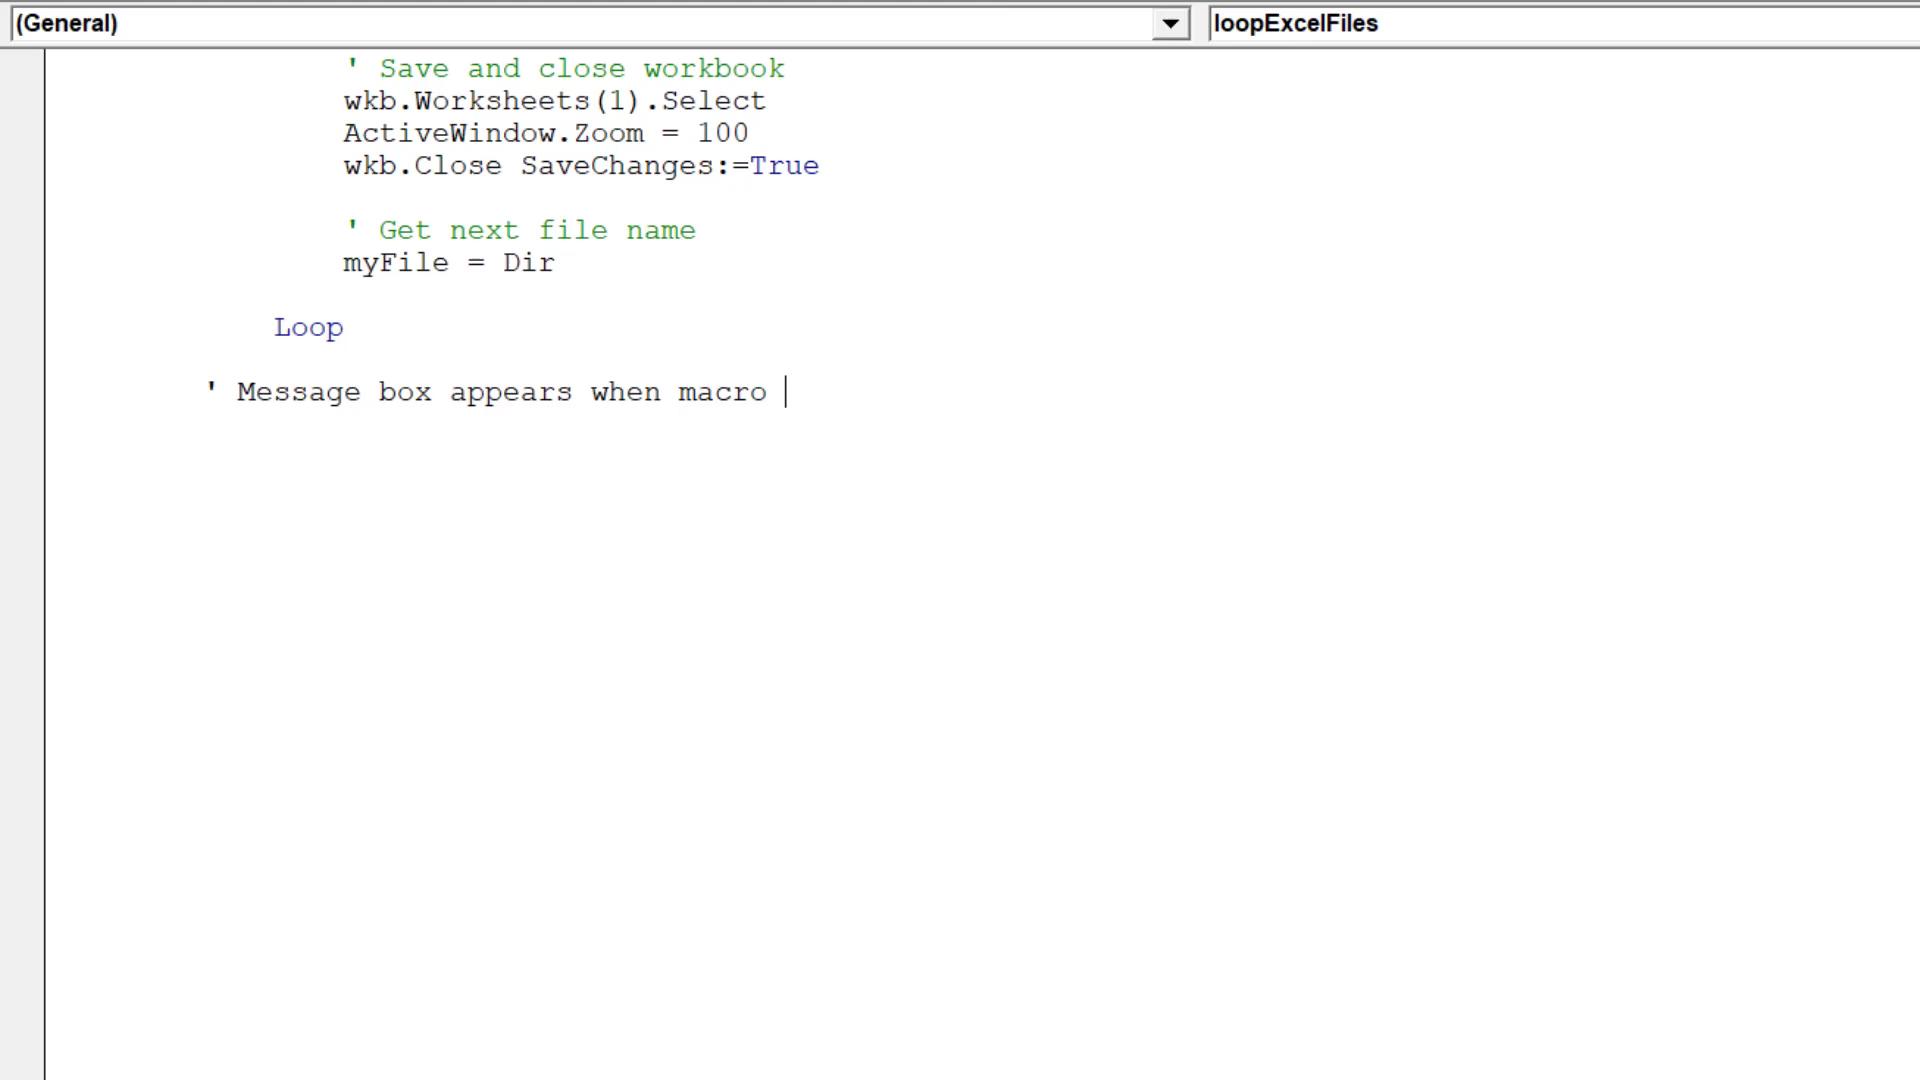 (General)
loopExcelFiles
' Save and close workbook
wkb.Worksheets(1).Select
ActiveWindow.Zoom = 100
wkb.Close SaveChanges:=True
' Get next file name
myFile = Dir
Loop
' Message box appears when macro